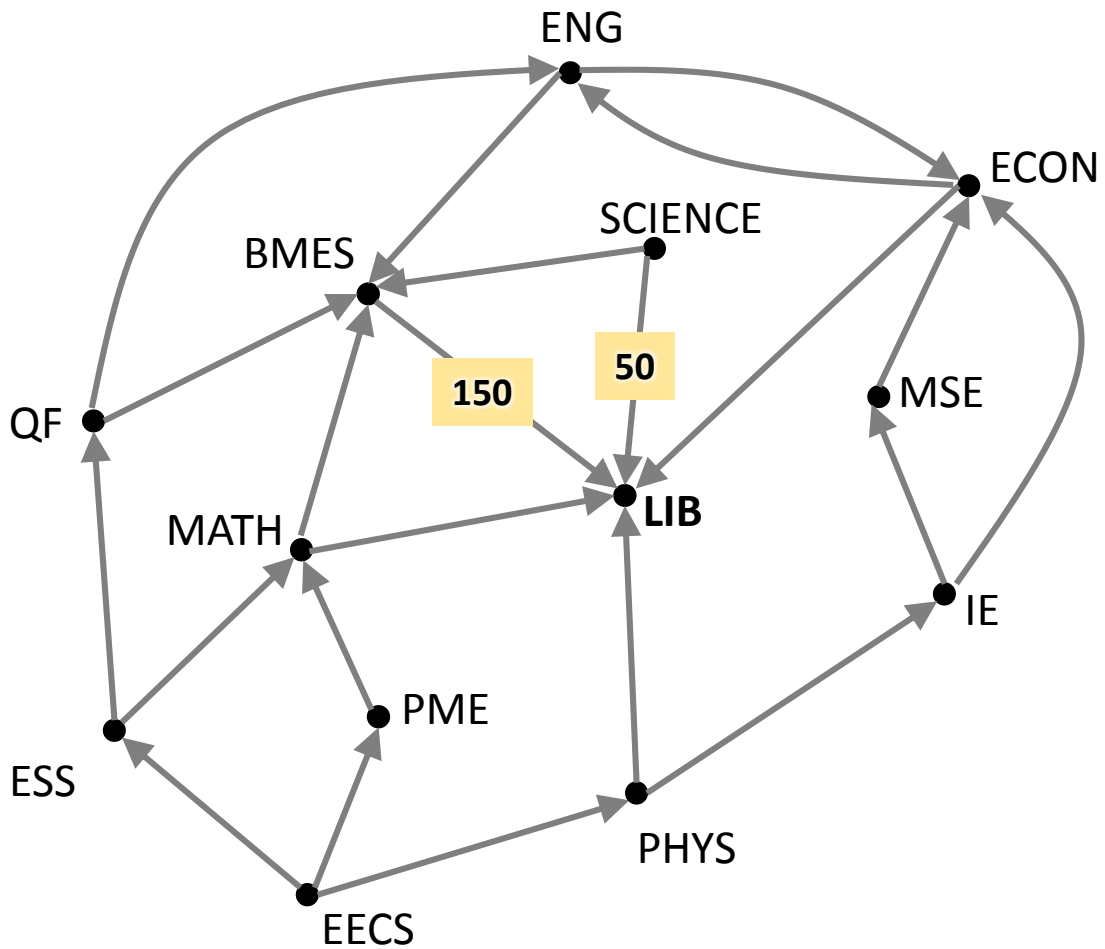 ENG
ECON
SCIENCE
BMES
150
50
MSE
QF
LIB
MATH
IE
PME
ESS
PHYS
EECS